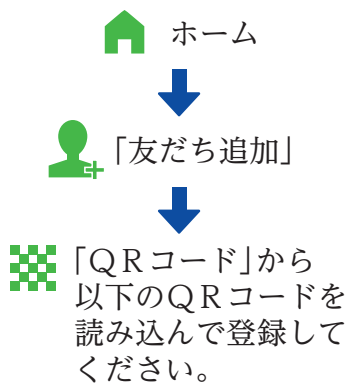 ホーム
「友だち追加」
「ＱＲコード」から
以下のＱＲコードを
読み込んで登録して
ください。